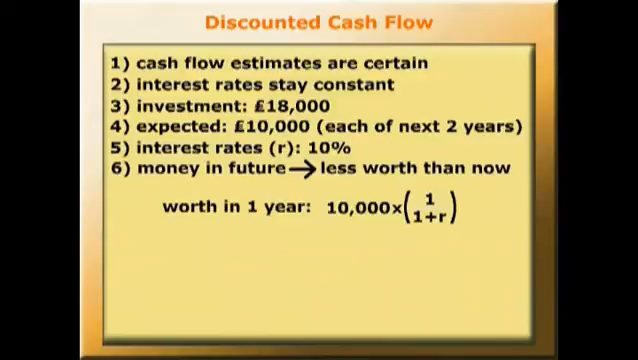 Discounted Cash Flow
1) cash flow estimates are certain
2) interest rates stay constant
3) investment: £18,000
4) expected: £10,000 (each of next 2 years)
5) interest rates (r): 10%
6) money in future → less worth than now
worth in 1 year: 10,000x(1/1+r)